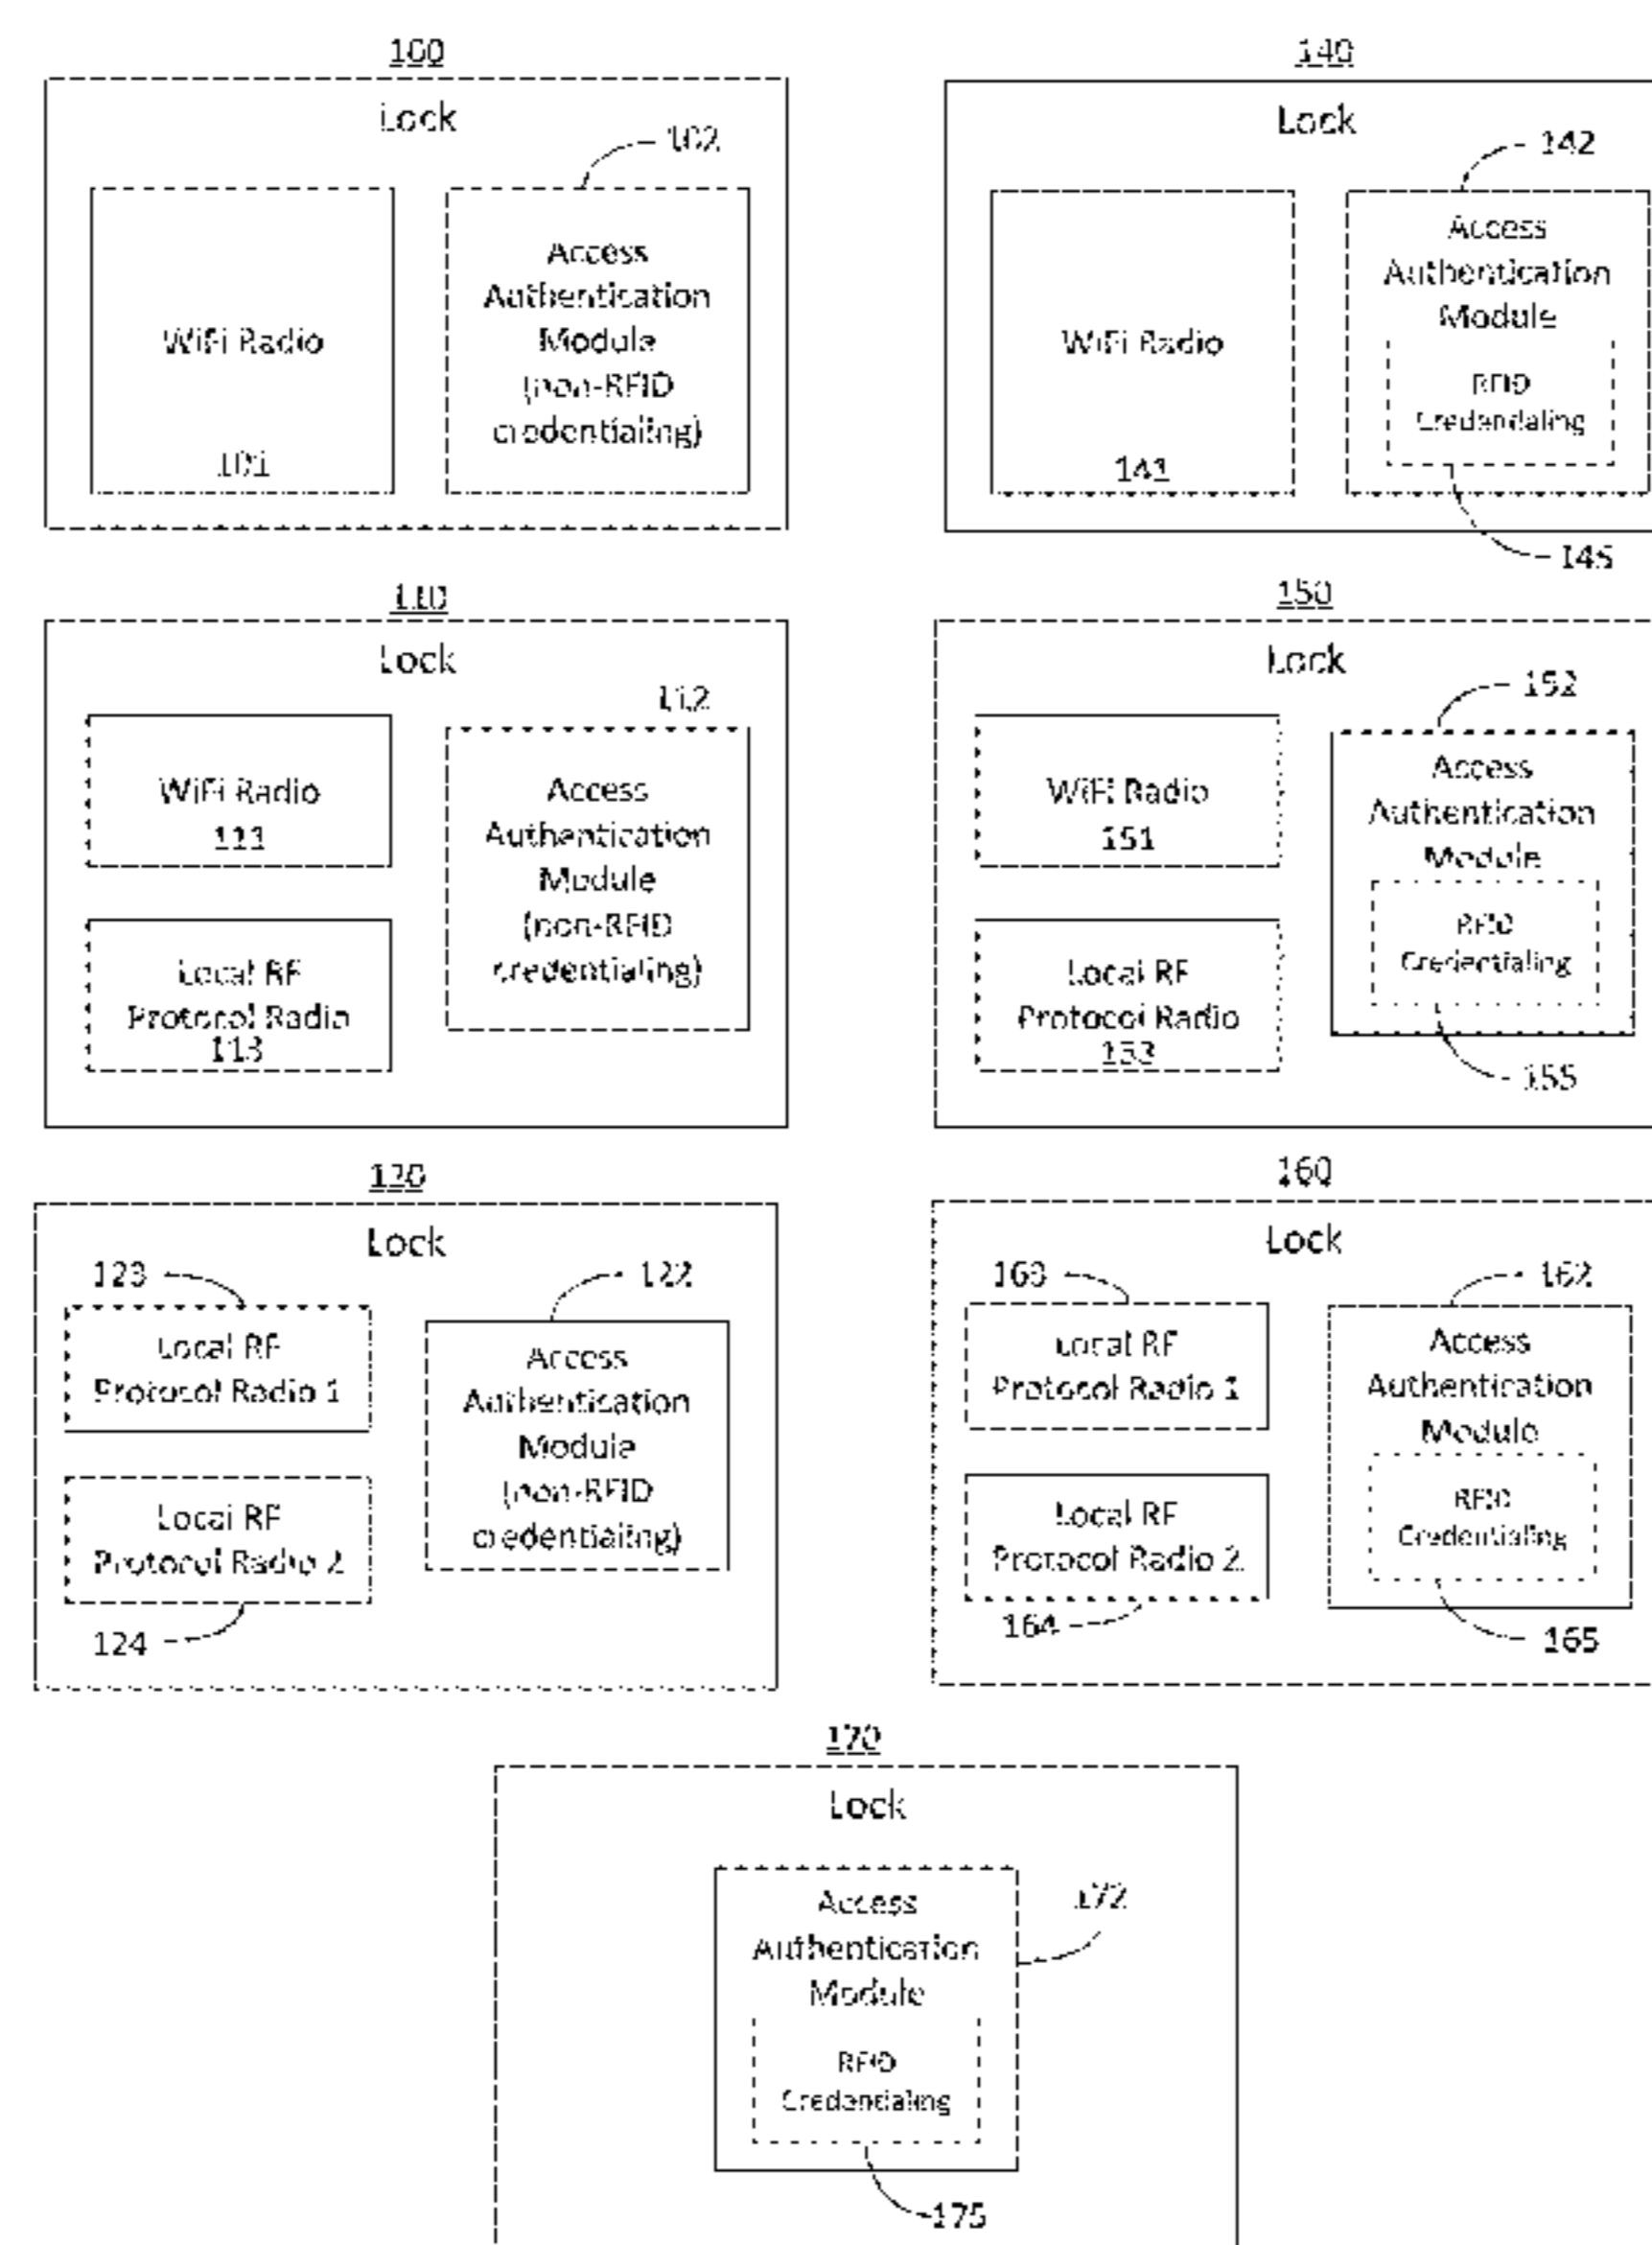 100
Lock
102
WiFi Radio
101
Access
Authentication
Module
(non-RFID
credentialing)
140
Lock
142
WiFi Radio
141
Access
Authentication
Module
RFID
Credentialing
145
110
Lock
112
WiFi Radio
111
Local RF
Protocol Radio
113
Access
Authentication
Module
(non-RFID
credentialing)
150
Lock
152
WiFi Radio
151
Local RF
Protocol Radio
153
Access
Authentication
Module
RFID
Credentialing
155
120
Lock
123
122
Local RF
Protocol Radio 1
Local RF
Protocol Radio 2
124
Access
Authentication
Module
(non-RFID
credentialing)
160
Lock
163
162
Local RF
Protocol Radio 1
Local RF
Protocol Radio 2
164
Access
Authentication
Module
RFID
Credentialing
165
170
Lock
172
Access
Authentication
Module
RFID
Credentialing
175